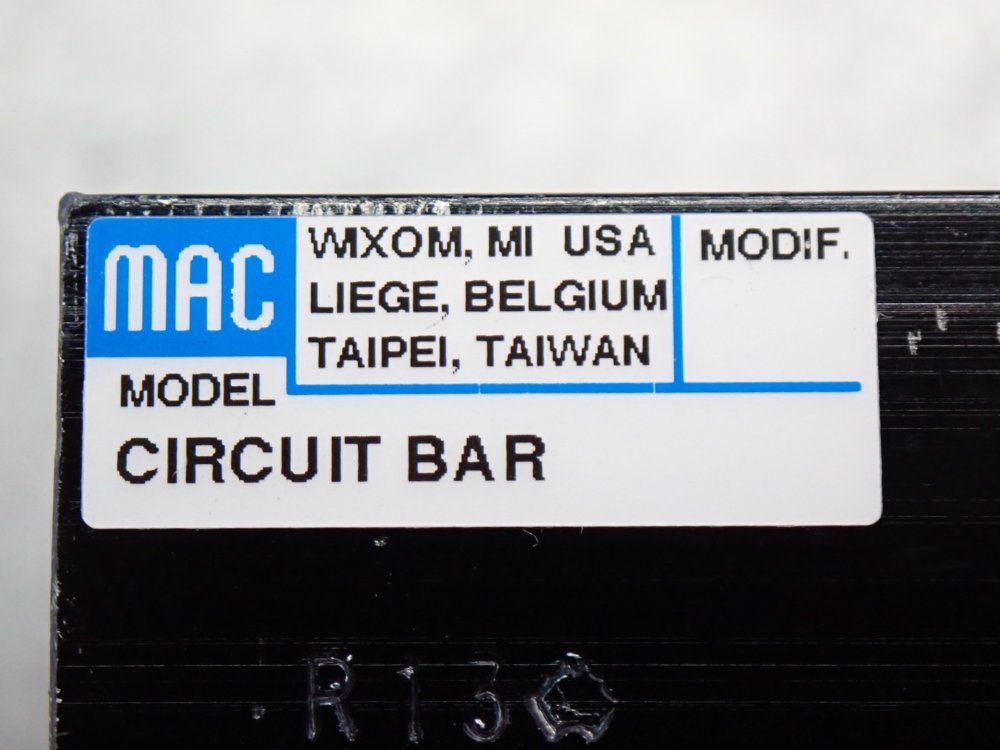 MAC
WIXOM, MI USA
LIEGE, BELGIUM
TAIPEI, TAIWAN
MODIF.
MODEL
CIRCUIT BAR
R13